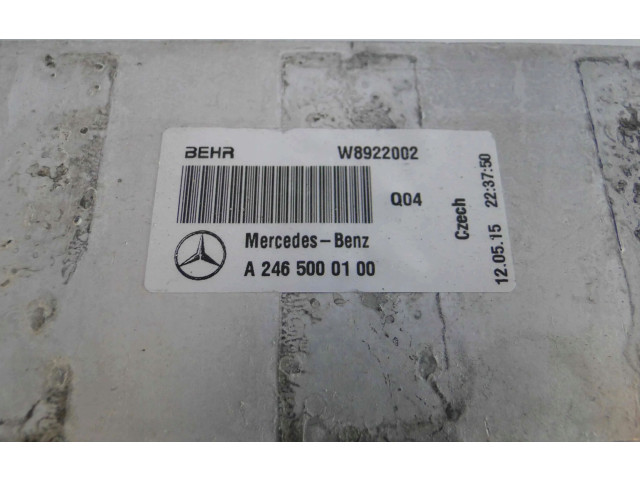 BEHR W8922002
Q04
Mercedes-Benz
A 246 500 01 00
Czech
12.05.15 22:37:50